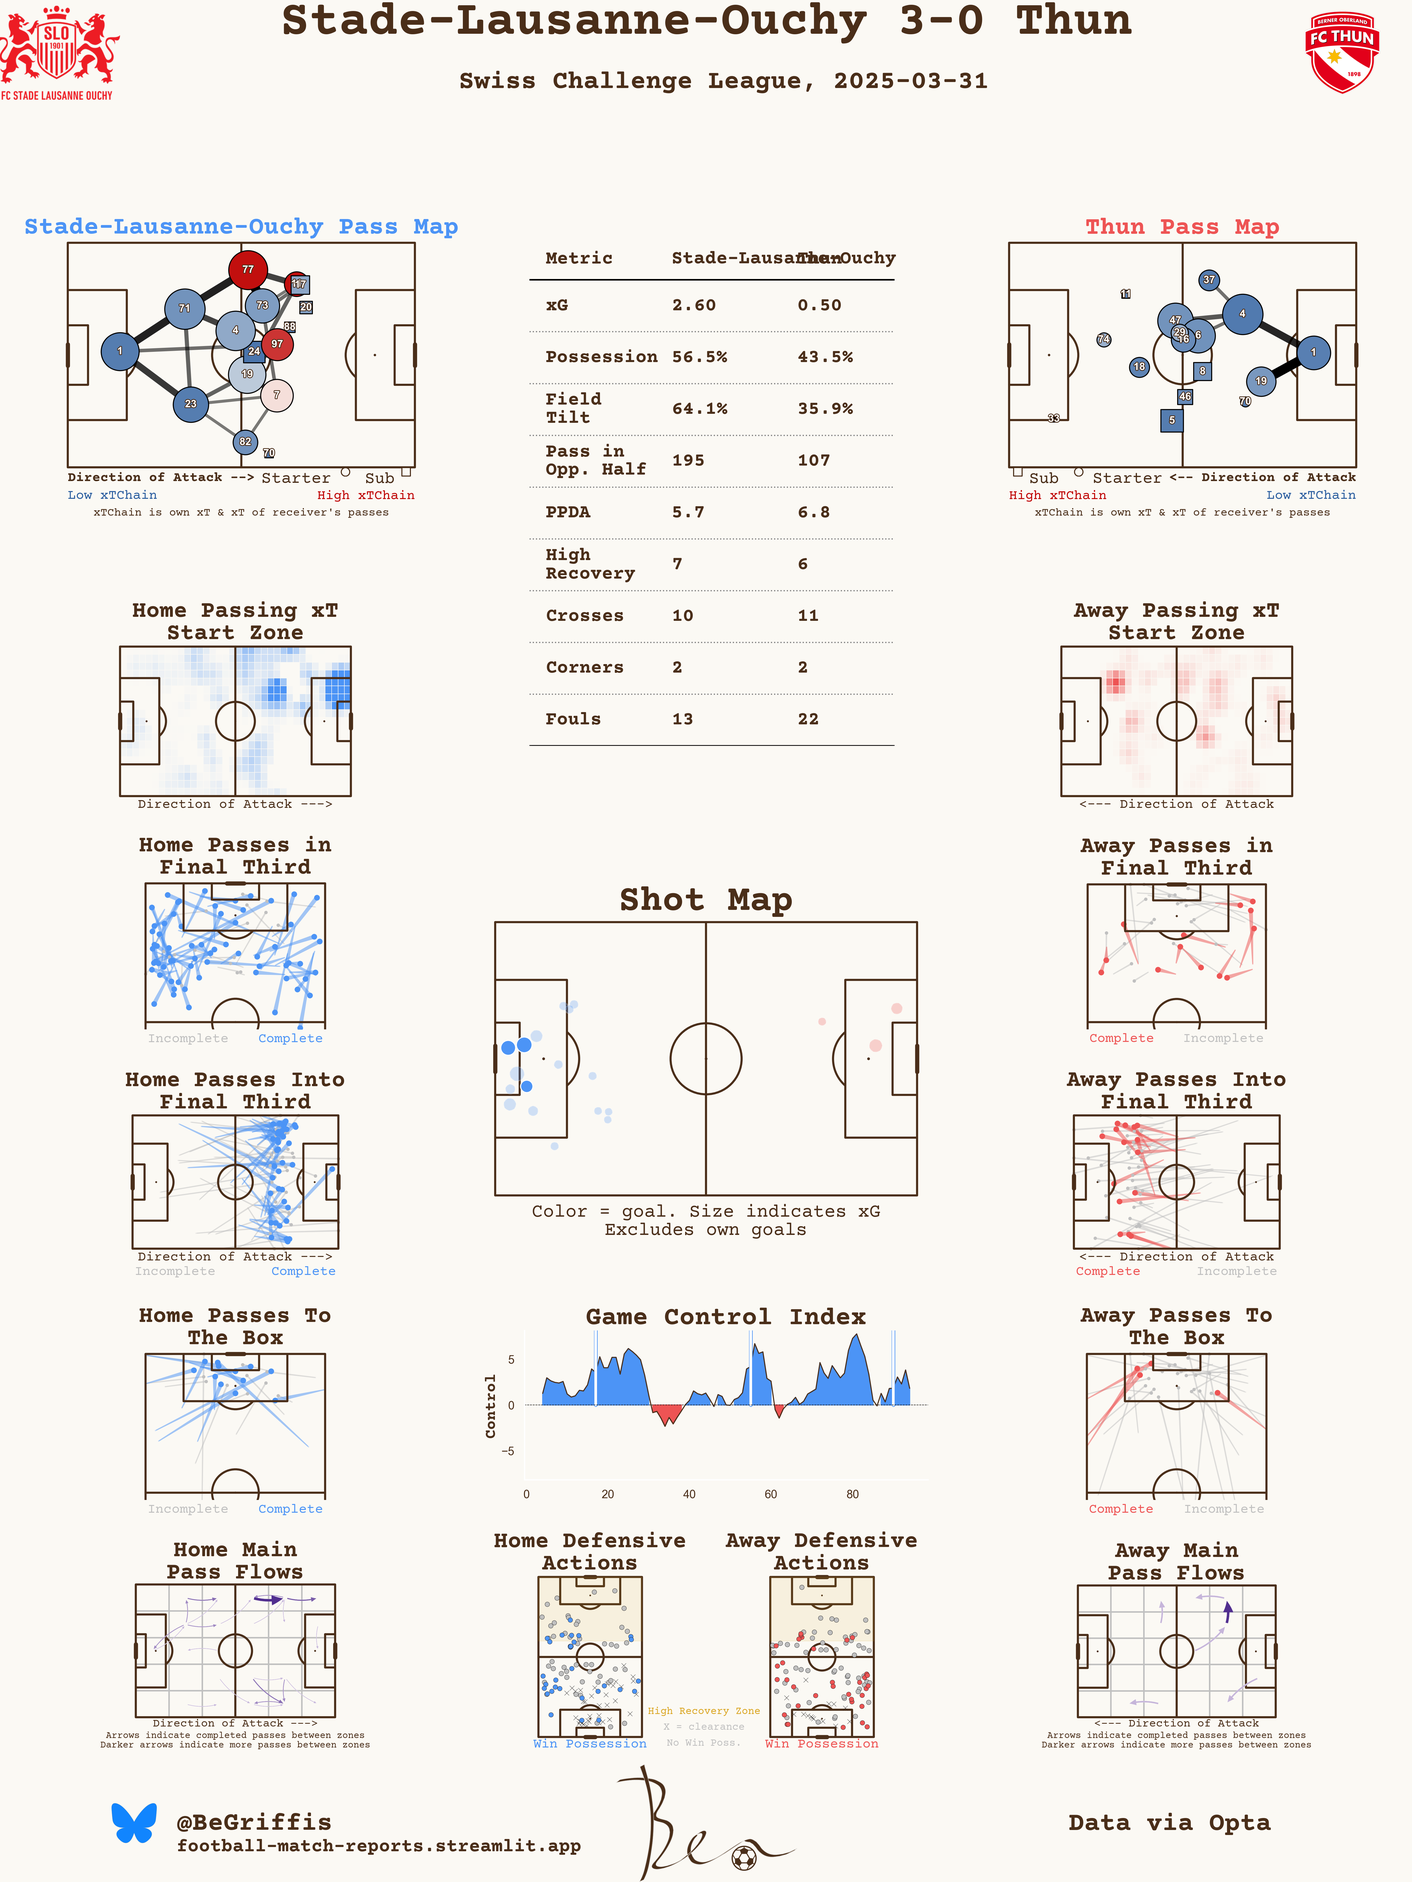 Stade-Lausanne-Ouchy 3-0 Thun
Swiss Challenge League, 2025-03-31
SLO
1901
FC STADE LAUSANNE OUCHY
BERNER OBERLAND
FC THUN
1898
Stade-Lausanne-Ouchy Pass Map
77
17
20
71
73
88
4
97
1
24
19
7
23
82
70
Direction of Attack --> Starter Sub
Low xTChain High xTChain
xTChain is own xT & xT of receiver's passes
Metric Stade-Lausanne-Ouchy Thun
xG 2.60 0.50
Possession 56.5% 43.5%
Field
Tilt 64.1% 35.9%
Pass in
Opp. Half 195 107
PPDA 5.7 6.8
High
Recovery 7 6
Crosses 10 11
Corners 2 2
Fouls 13 22
Thun Pass Map
37
11
47
4
29
6
74
16
1
18
8
19
46
70
33
5
Sub Starter <-- Direction of Attack
High xTChain Low xTChain
xTChain is own xT & xT of receiver's passes
Home Passing xT
Start Zone
Direction of Attack --->
Away Passing xT
Start Zone
<--- Direction of Attack
Home Passes in
Final Third
Incomplete Complete
Away Passes in
Final Third
Complete Incomplete
Shot Map
Color = goal. Size indicates xG
Excludes own goals
Home Passes Into
Final Third
Direction of Attack --->
Incomplete Complete
Away Passes Into
Final Third
<--- Direction of Attack
Complete Incomplete
Home Passes To
The Box
Incomplete Complete
Game Control Index
Control
5
0
−5
0 20 40 60 80
Away Passes To
The Box
Complete Incomplete
Home Main
Pass Flows
Direction of Attack --->
Arrows indicate completed passes between zones
Darker arrows indicate more passes between zones
Home Defensive
Actions
Win Possession
Away Defensive
Actions
Win Possession
High Recovery Zone
X = clearance
No Win Poss.
Away Main
Pass Flows
<--- Direction of Attack
Arrows indicate completed passes between zones
Darker arrows indicate more passes between zones
@BeGriffis
football-match-reports.streamlit.app
Ben
Data via Opta